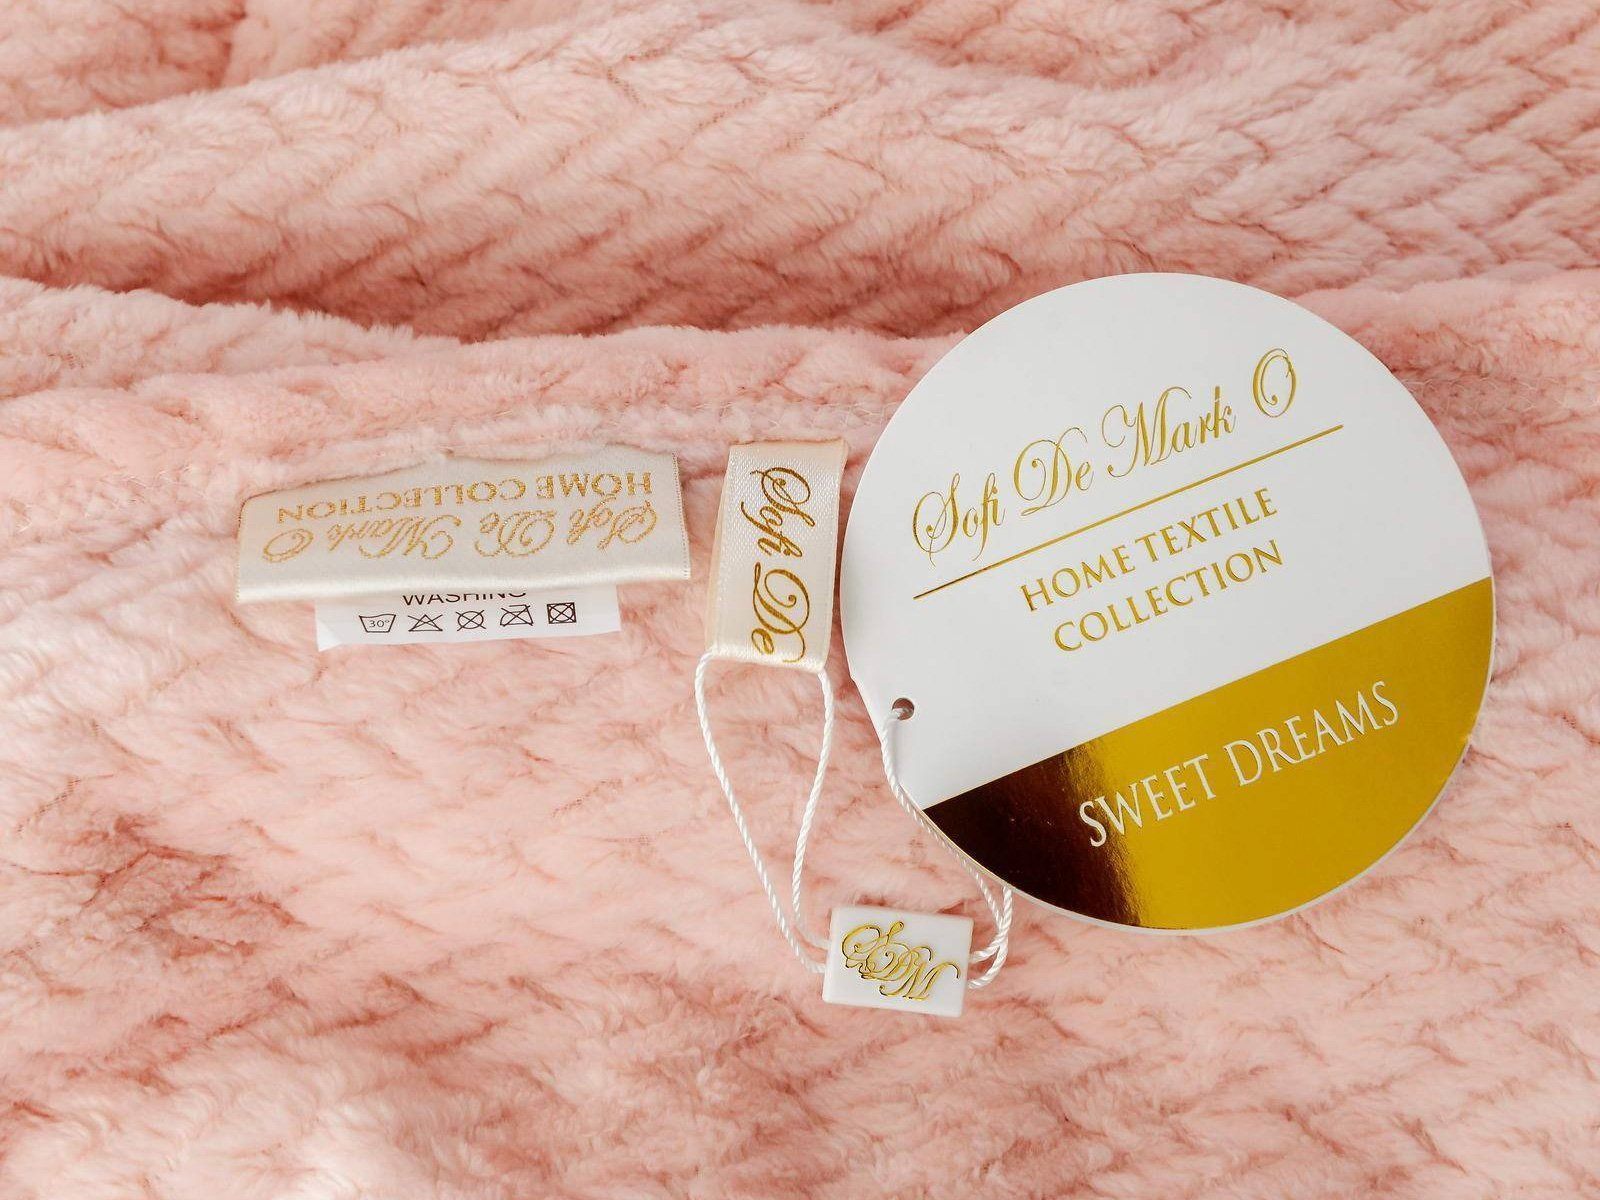 HOME COLLECTION
Sofi De Mark O
WASHING
30°
Sofi De
Sofi De Mark O
HOME TEXTILE
COLLECTION
SWEET DREAMS
SDM